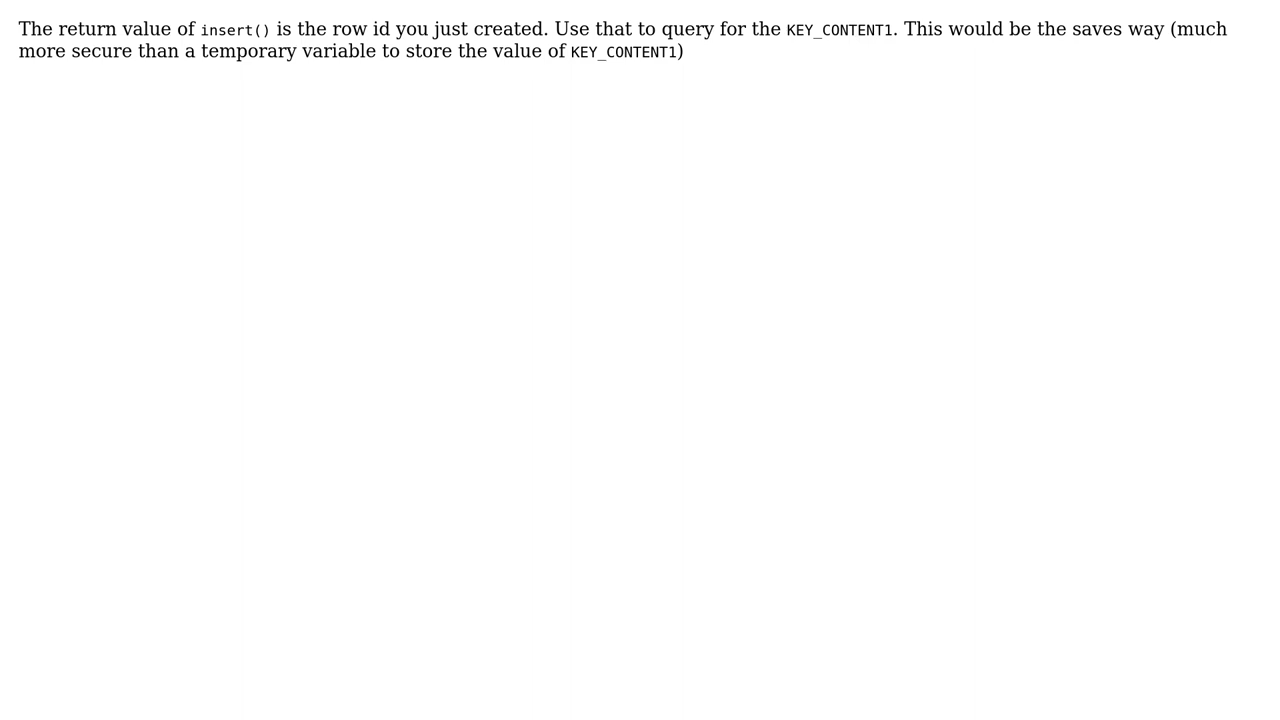 The return value of insert() is the row id you just created. Use that to query for the KEY_CONTENT1. This would be the saves way (much
more secure than a temporary variable to store the value of KEY_CONTENT1)